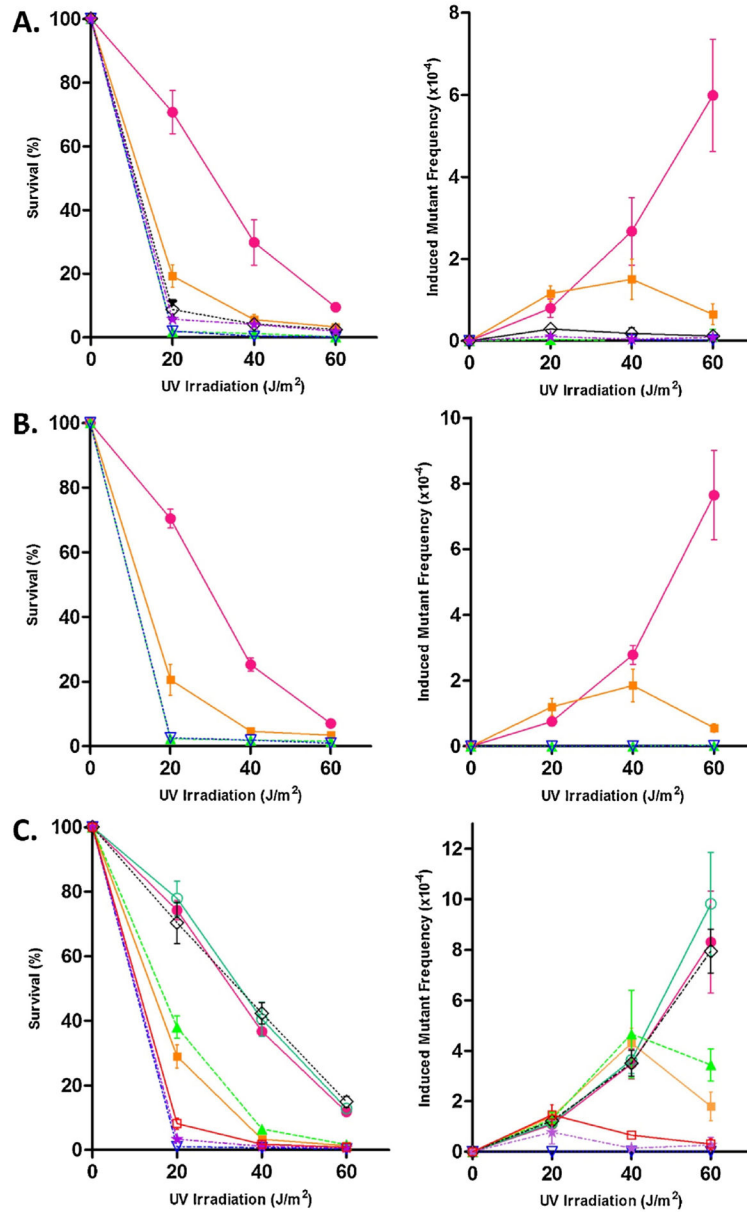 A.
100
80
60
40
20
0
Survival (%)
0 20 40 60
UV Irradiation (J/m²)
8
6
4
2
0
Induced Mutant Frequency (x10⁻⁴)
0 20 40 60
UV Irradiation (J/m²)
B.
100
80
60
40
20
0
Survival (%)
0 20 40 60
UV Irradiation (J/m²)
10
8
6
4
2
0
Induced Mutant Frequency (x10⁻⁴)
0 20 40 60
UV Irradiation (J/m²)
C.
100
80
60
40
20
0
Survival (%)
0 20 40 60
UV Irradiation (J/m²)
12
10
8
6
4
2
0
Induced Mutant Frequency (x10⁻⁴)
0 20 40 60
UV Irradiation (J/m²)